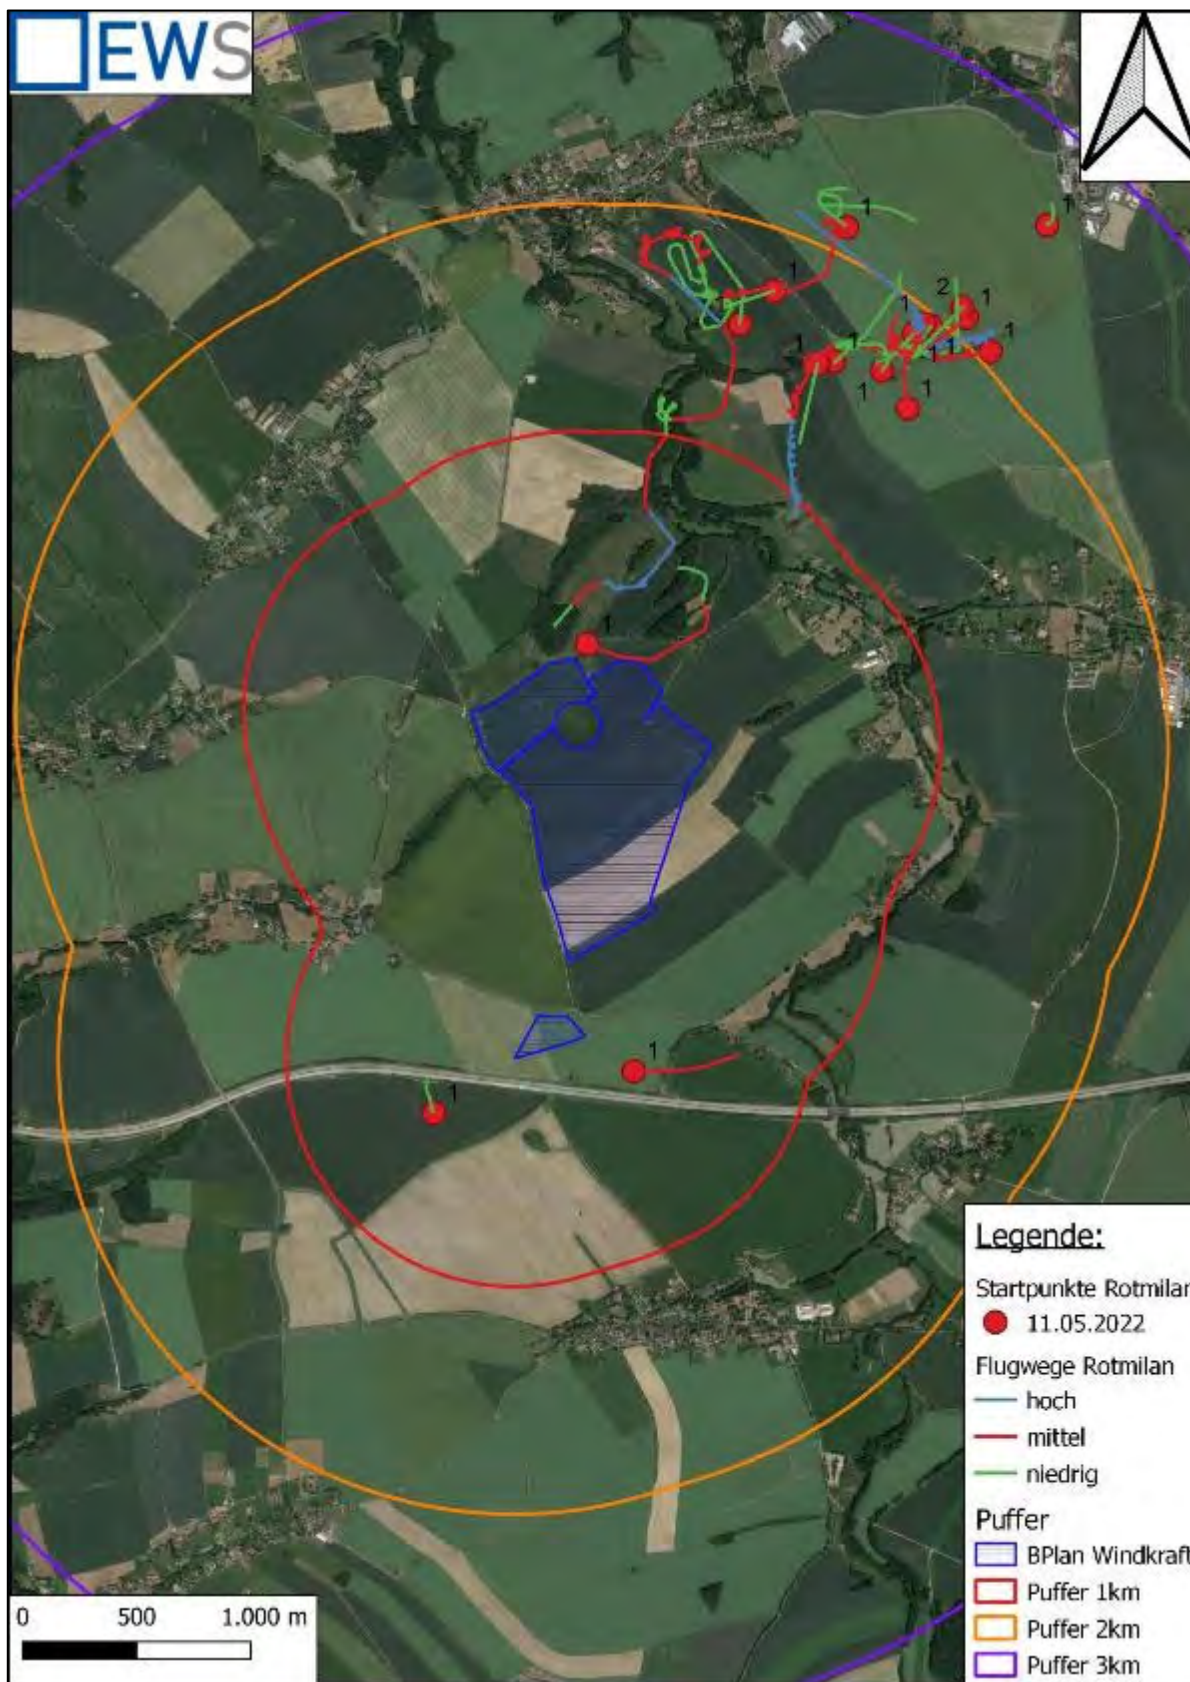 EWS
1
1
1
1
1
2
1
1
1
1
1
1
1
1
1
1
1
Legende:
Startpunkte Rotmilan
11.05.2022
Flugwege Rotmilan
hoch
mittel
niedrig
Puffer
BPlan Windkraft
Puffer 1km
Puffer 2km
Puffer 3km
0 500 1.000 m